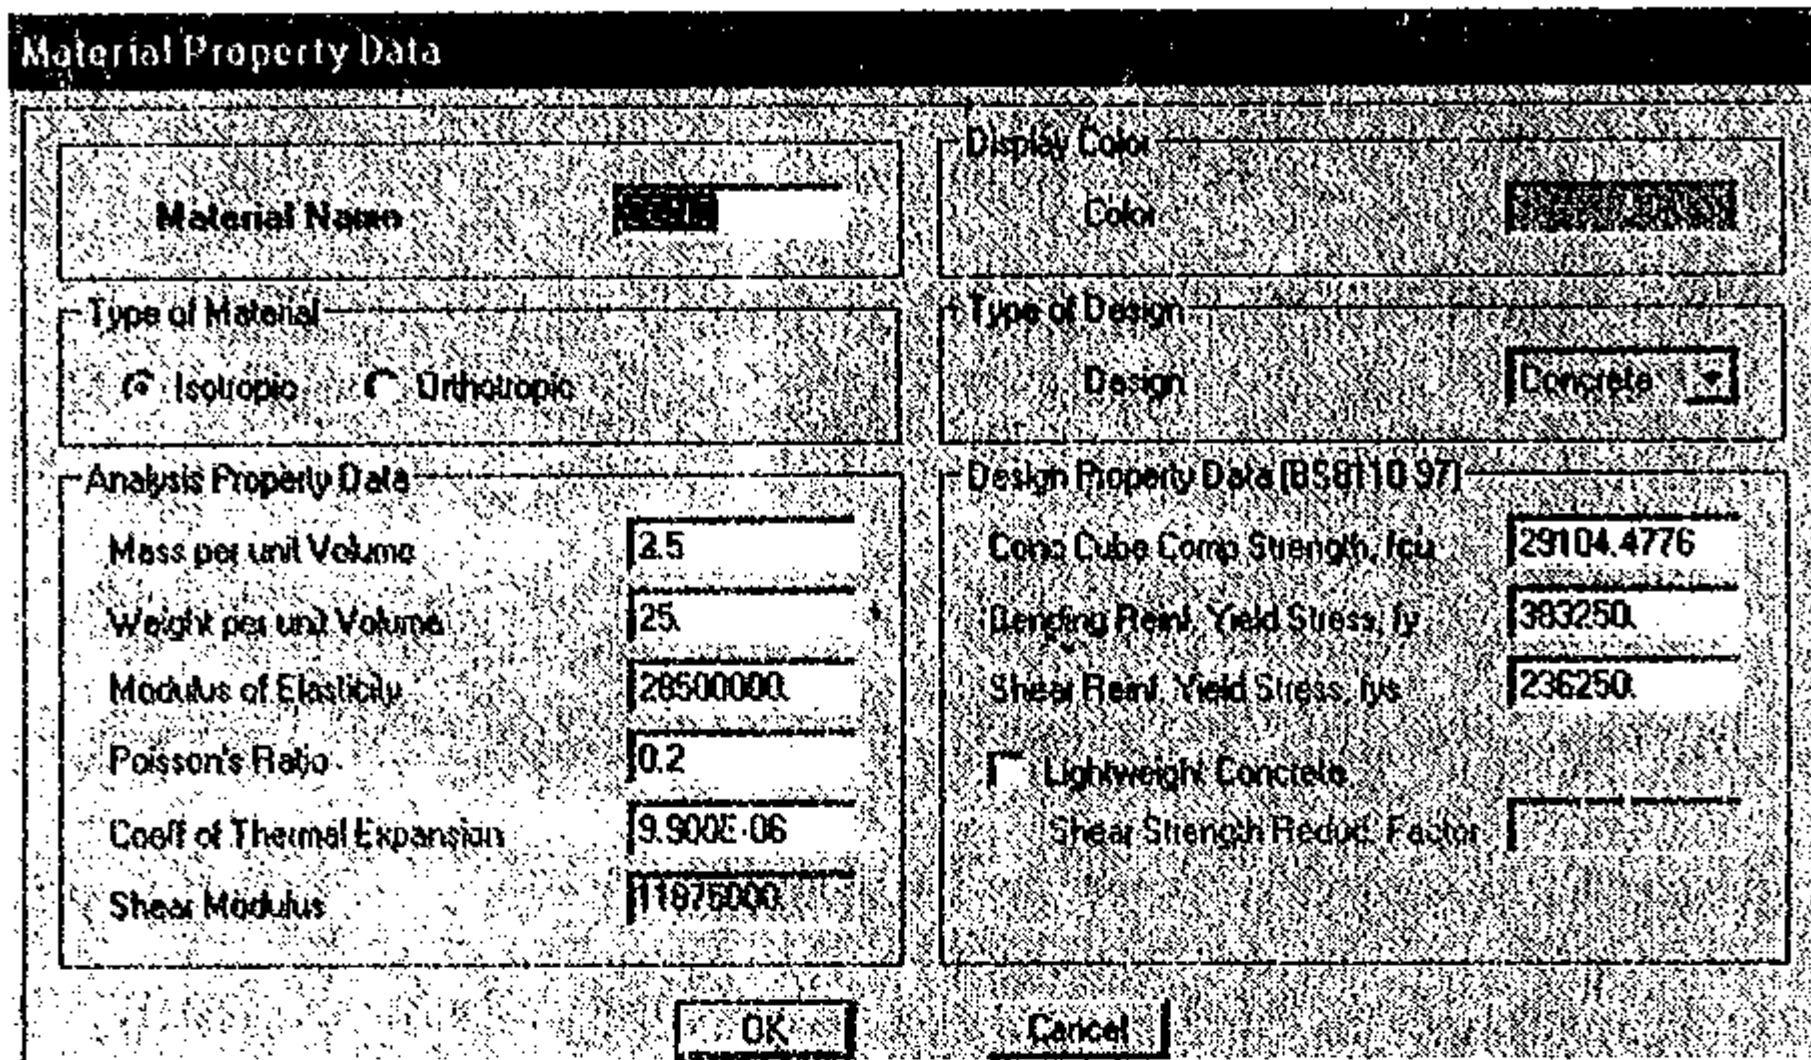 Material Property Data
Material Name
Display Color
Color
Type of Material
Isotropic Orthotropic
Type of Design
Design Concrete
Analysis Property Data
Mass per unit Volume 2.5
Weight per unit Volume 25.
Modulus of Elasticity 28500000.
Poisson's Ratio 0.2
Coeff of Thermal Expansion 9.900E-06
Shear Modulus 11875000.
Design Property Data (BS8110 97)
Conc Cube Comp Strength, fcu 29104.4776
Bending Reinf. Yield Stress, fy 383250.
Shear Reinf. Yield Stress, fys 236250.
Lightweight Concrete
Shear Strength Reduc. Factor
OK Cancel